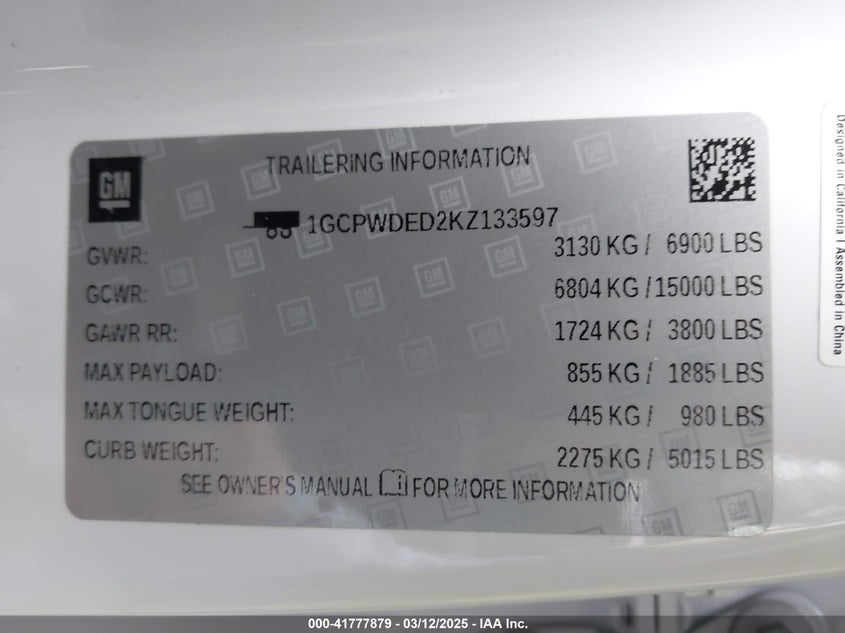 GM
TRAILERING INFORMATION
1GCPWDED2KZ133597
GVWR: 3130 KG / 6900 LBS
GCWR: 6804 KG /15000 LBS
GAWR RR: 1724 KG / 3800 LBS
MAX PAYLOAD: 855 KG / 1885 LBS
MAX TONGUE WEIGHT: 445 KG / 980 LBS
CURB WEIGHT: 2275 KG / 5015 LBS
SEE OWNER'S MANUAL FOR MORE INFORMATION
Designed in California | Assembled in China
000-41777879 - 03/12/2025 - IAA Inc.